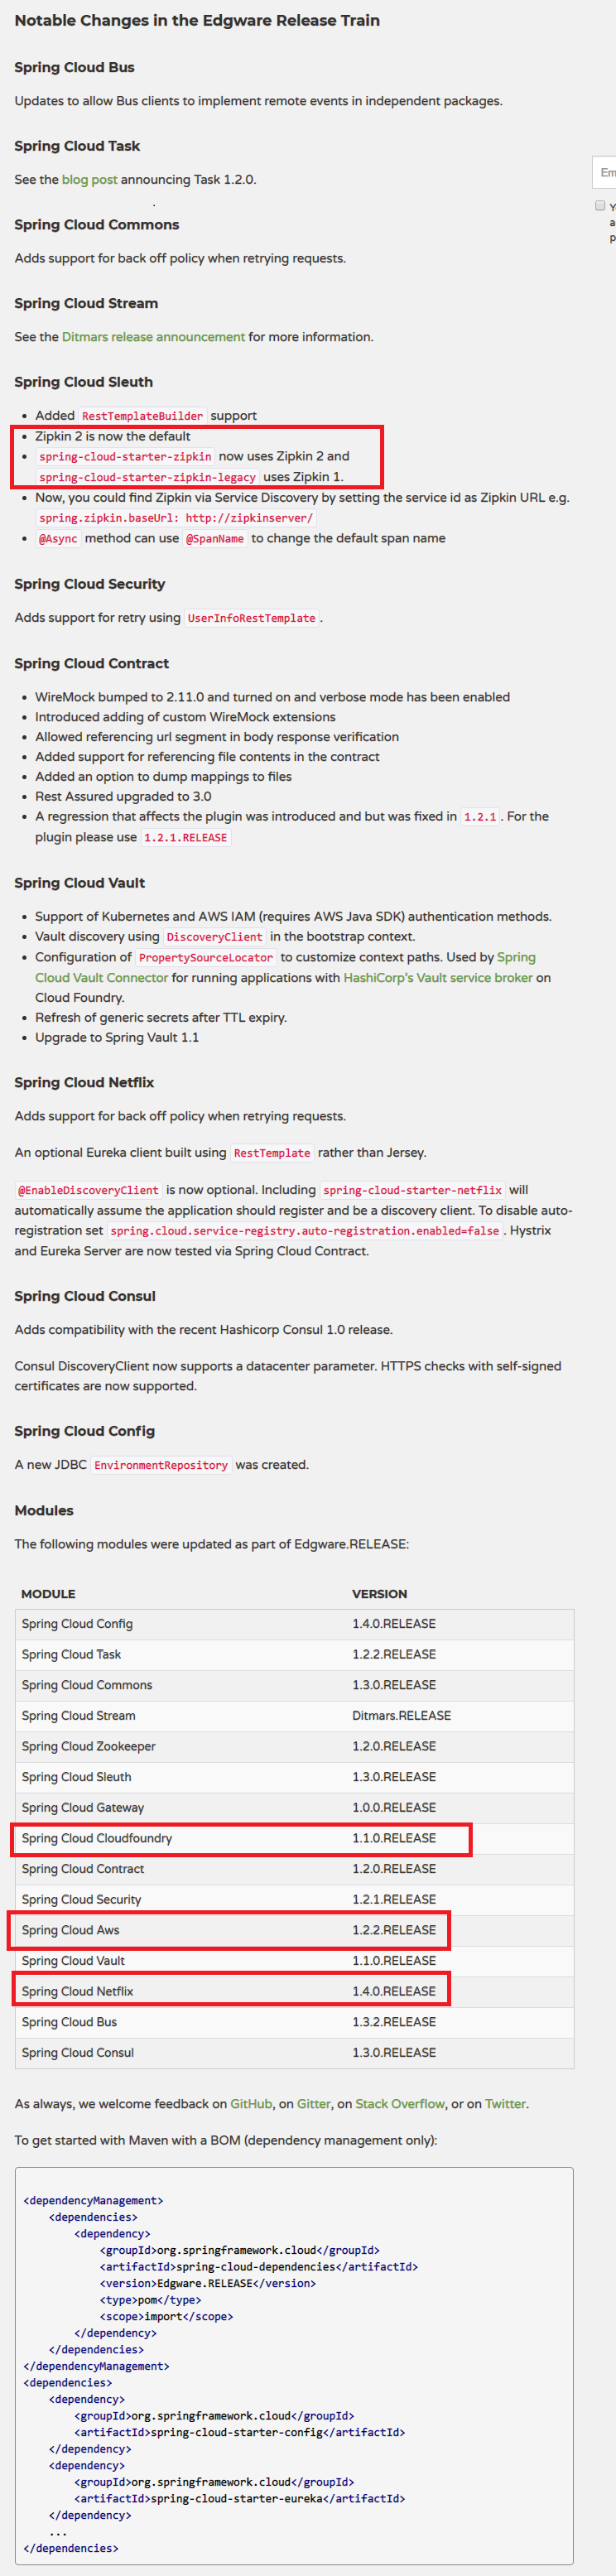 Notable Changes in the Edgware Release Train
Spring Cloud Bus
Updates to allow Bus clients to implement remote events in independent packages.
Spring Cloud Task
See the blog post announcing Task 1.2.0.
Spring Cloud Commons
Adds support for back off policy when retrying requests.
Spring Cloud Stream
See the Ditmars release announcement for more information.
Spring Cloud Sleuth
• Added RestTemplateBuilder support
• Zipkin 2 is now the default
• spring-cloud-starter-zipkin now uses Zipkin 2 and
spring-cloud-starter-zipkin-legacy uses Zipkin 1.
• Now, you could find Zipkin via Service Discovery by setting the service id as Zipkin URL e.g.
spring.zipkin.baseUrl: http://zipkinserver/
• @Async method can use @SpanName to change the default span name
Spring Cloud Security
Adds support for retry using UserInfoRestTemplate.
Spring Cloud Contract
• WireMock bumped to 2.11.0 and turned on and verbose mode has been enabled
• Introduced adding of custom WireMock extensions
• Allowed referencing url segment in body response verification
• Added support for referencing file contents in the contract
• Added an option to dump mappings to files
• Rest Assured upgraded to 3.0
• A regression that affects the plugin was introduced and but was fixed in 1.2.1. For the
plugin please use 1.2.1.RELEASE
Spring Cloud Vault
• Support of Kubernetes and AWS IAM (requires AWS Java SDK) authentication methods.
• Vault discovery using DiscoveryClient in the bootstrap context.
• Configuration of PropertySourceLocator to customize context paths. Used by Spring
Cloud Vault Connector for running applications with HashiCorp's Vault service broker on
Cloud Foundry.
• Refresh of generic secrets after TTL expiry.
• Upgrade to Spring Vault 1.1
Spring Cloud Netflix
Adds support for back off policy when retrying requests.
An optional Eureka client built using RestTemplate rather than Jersey.
@EnableDiscoveryClient is now optional. Including spring-cloud-starter-netflix will
automatically assume the application should register and be a discovery client. To disable auto-
registration set spring.cloud.service-registry.auto-registration.enabled=false. Hystrix
and Eureka Server are now tested via Spring Cloud Contract.
Spring Cloud Consul
Adds compatibility with the recent Hashicorp Consul 1.0 release.
Consul DiscoveryClient now supports a datacenter parameter. HTTPS checks with self-signed
certificates are now supported.
Spring Cloud Config
A new JDBC EnvironmentRepository was created.
Modules
The following modules were updated as part of Edgware.RELEASE:
MODULE VERSION
Spring Cloud Config 1.4.0.RELEASE
Spring Cloud Task 1.2.2.RELEASE
Spring Cloud Commons 1.3.0.RELEASE
Spring Cloud Stream Ditmars.RELEASE
Spring Cloud Zookeeper 1.2.0.RELEASE
Spring Cloud Sleuth 1.3.0.RELEASE
Spring Cloud Gateway 1.0.0.RELEASE
Spring Cloud Cloudfoundry 1.1.0.RELEASE
Spring Cloud Contract 1.2.0.RELEASE
Spring Cloud Security 1.2.1.RELEASE
Spring Cloud Aws 1.2.2.RELEASE
Spring Cloud Vault 1.1.0.RELEASE
Spring Cloud Netflix 1.4.0.RELEASE
Spring Cloud Bus 1.3.2.RELEASE
Spring Cloud Consul 1.3.0.RELEASE
As always, we welcome feedback on GitHub, on Gitter, on Stack Overflow, or on Twitter.
To get started with Maven with a BOM (dependency management only):
<dependencyManagement>
<dependencies>
<dependency>
<groupId>org.springframework.cloud</groupId>
<artifactId>spring-cloud-dependencies</artifactId>
<version>Edgware.RELEASE</version>
<type>pom</type>
<scope>import</scope>
</dependency>
</dependencies>
</dependencyManagement>
<dependencies>
<dependency>
<groupId>org.springframework.cloud</groupId>
<artifactId>spring-cloud-starter-config</artifactId>
</dependency>
<dependency>
<groupId>org.springframework.cloud</groupId>
<artifactId>spring-cloud-starter-eureka</artifactId>
</dependency>
...
</dependencies>